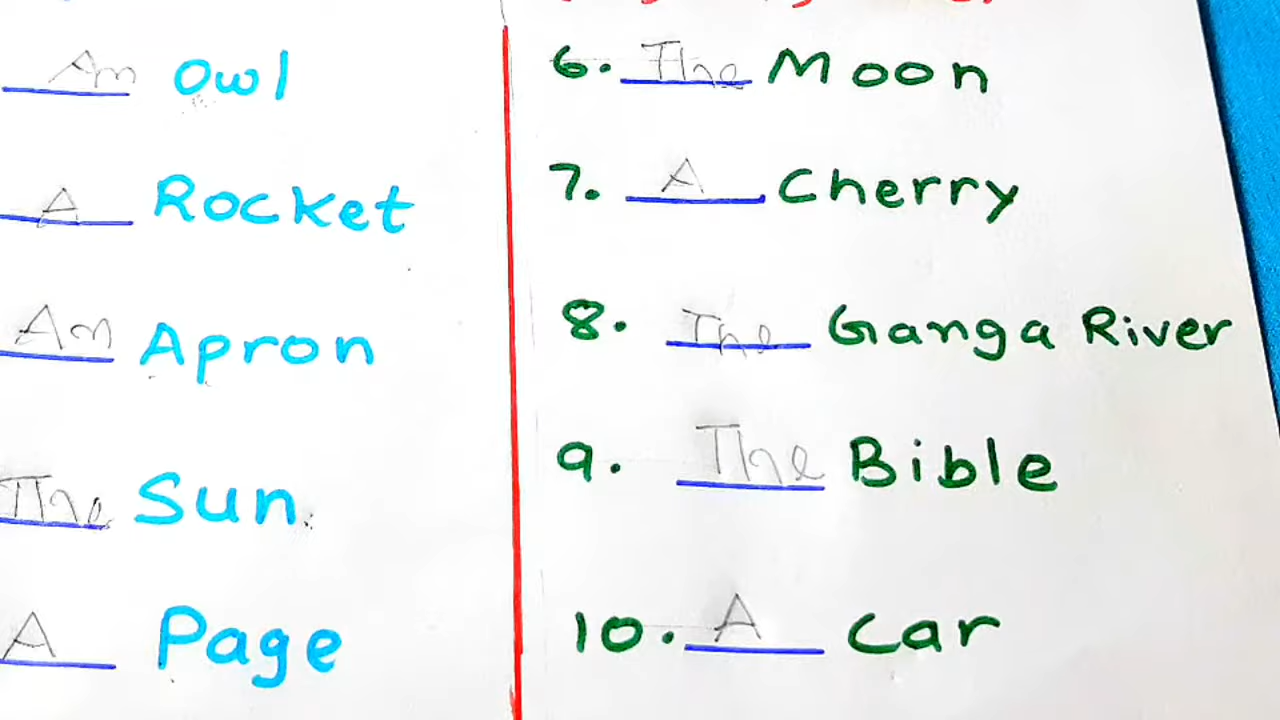 An Owl
A Rocket
An Apron
The Sun
A Page
6. The Moon
7. A Cherry
8. The Ganga River
9. The Bible
10. A Car